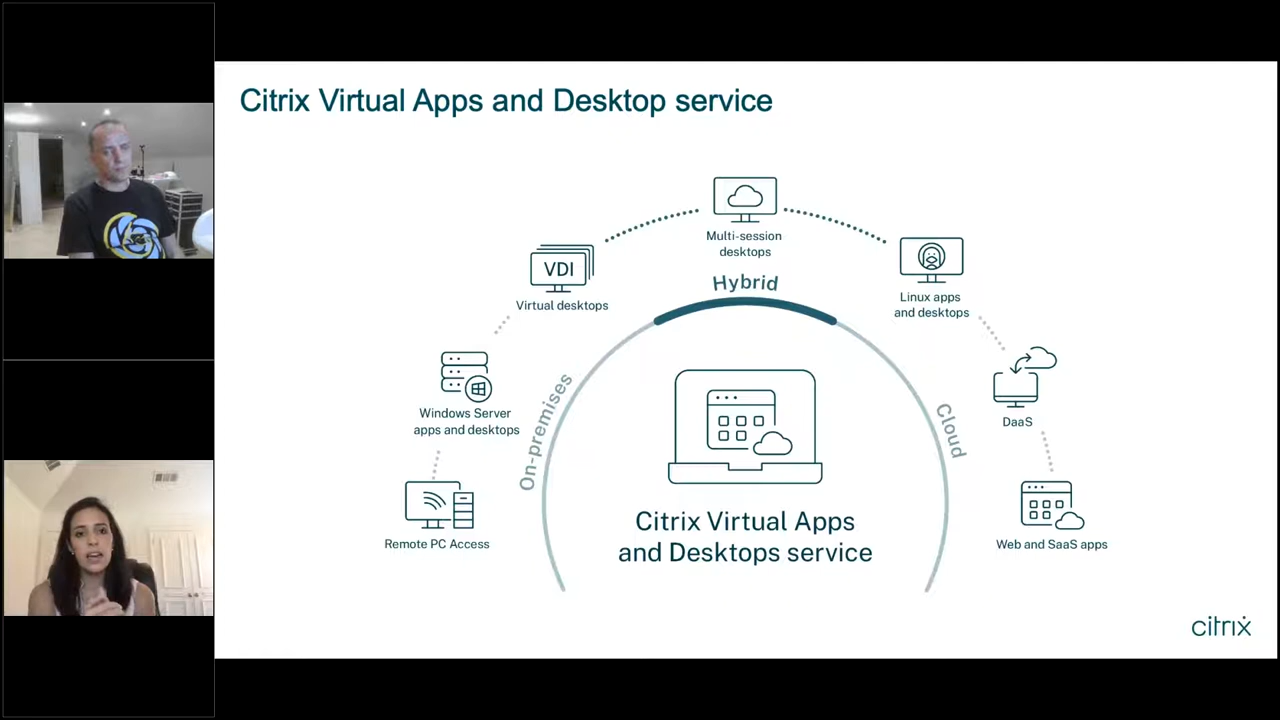 Citrix Virtual Apps and Desktop service
Multi-session
desktops
VDI
Virtual desktops
Hybrid
Linux apps
and desktops
Windows Server
apps and desktops
On-premises
Cloud
DaaS
Remote PC Access
Citrix Virtual Apps
and Desktops service
Web and SaaS apps
citrix